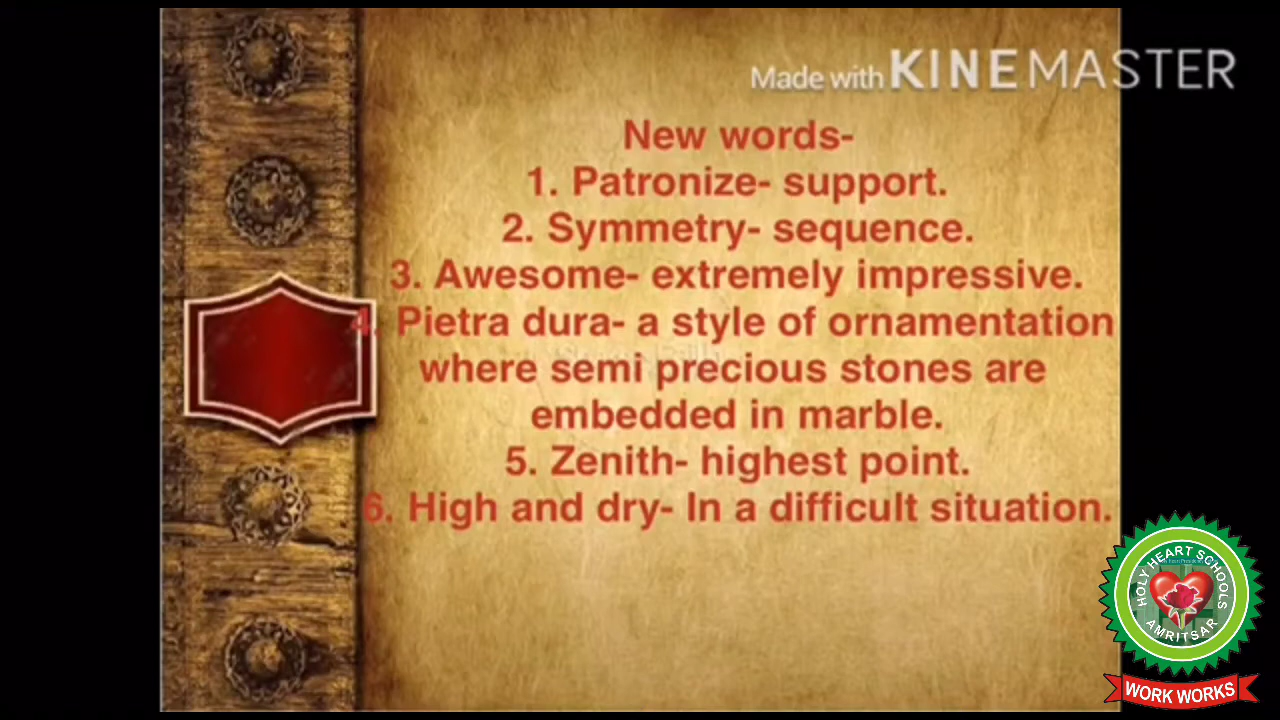 Made with KINEMASTER
New words-
1. Patronize- support.
2. Symmetry- sequence.
3. Awesome- extremely impressive.
4. Pietra dura- a style of ornamentation
where semi precious stones are
embedded in marble.
5. Zenith- highest point.
6. High and dry- In a difficult situation.
HOLY HEART SCHOOLS
AMRITSAR
WORK WORKS